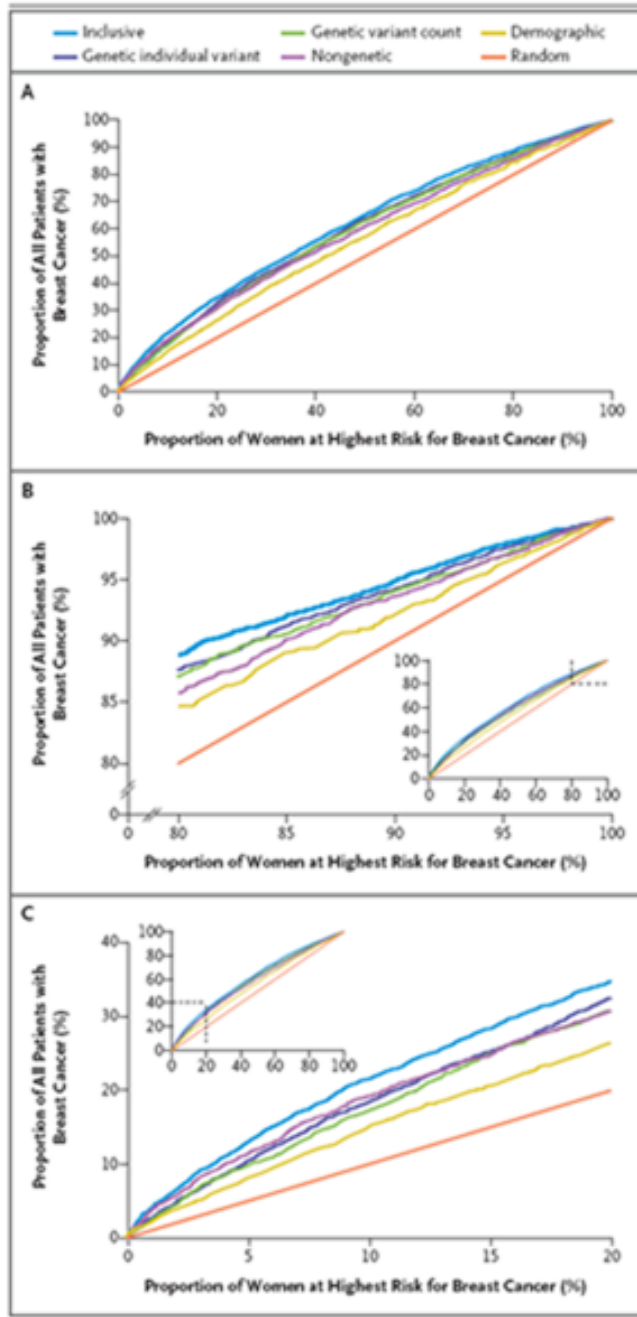 Inclusive Genetic variant count Demographic
Genetic individual variant Nongenetic Random
A
100
90
80
70
60
50
40
30
20
10
0
0 20 40 60 80 100
Proportion of All Patients with
Breast Cancer (%)
Proportion of Women at Highest Risk for Breast Cancer (%)
B
100
95
90
85
80
0
0 80 85 90 95 100
Proportion of All Patients with
Breast Cancer (%)
100
80
60
40
20
0
0 20 40 60 80 100
Proportion of Women at Highest Risk for Breast Cancer (%)
C
40
30
20
10
0
0 5 10 15 20
Proportion of All Patients with
Breast Cancer (%)
100
80
60
40
20
0
0 20 40 60 80 100
Proportion of Women at Highest Risk for Breast Cancer (%)